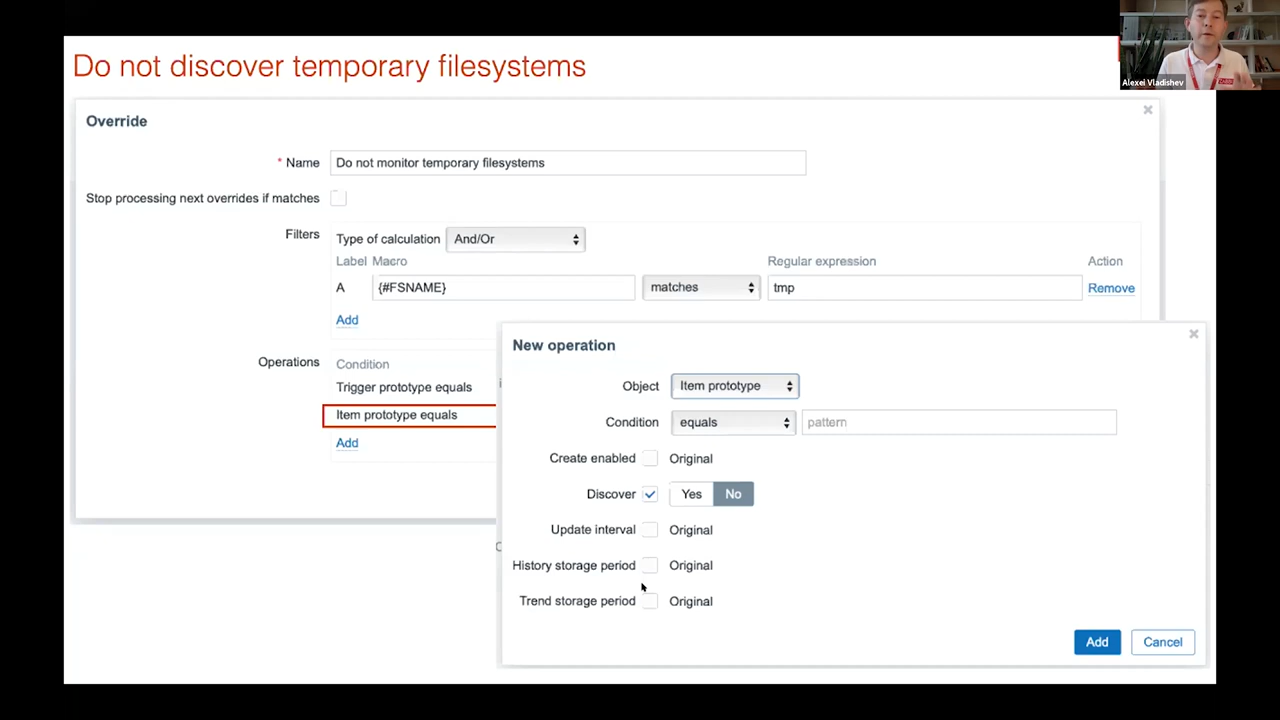 Do not discover temporary filesystems
Alexei Vladishev
Override
* Name Do not monitor temporary filesystems
Stop processing next overrides if matches
Filters Type of calculation And/Or
Label Macro Regular expression Action
A {#FSNAME} matches tmp Remove
Add
Operations Condition
Trigger prototype equals
Item prototype equals
Add
New operation
Object Item prototype
Condition equals pattern
Create enabled Original
Discover Yes No
Update interval Original
History storage period Original
Trend storage period Original
Add Cancel